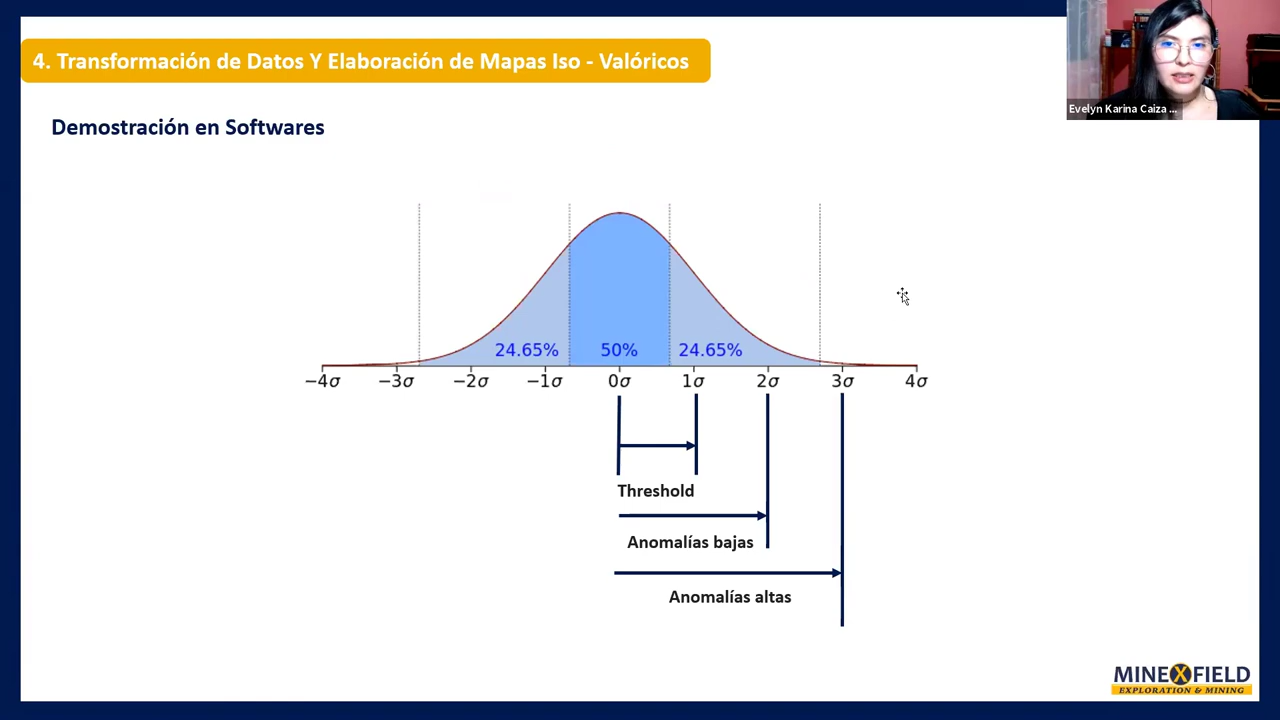 4. Transformación de Datos Y Elaboración de Mapas Iso - Valóricos
Evelyn Karina Caiza ...
Demostración en Softwares
24.65% 50% 24.65%
−4σ −3σ −2σ −1σ 0σ 1σ 2σ 3σ 4σ
Threshold
Anomalías bajas
Anomalías altas
MINEXFIELD
EXPLORATION & MINING